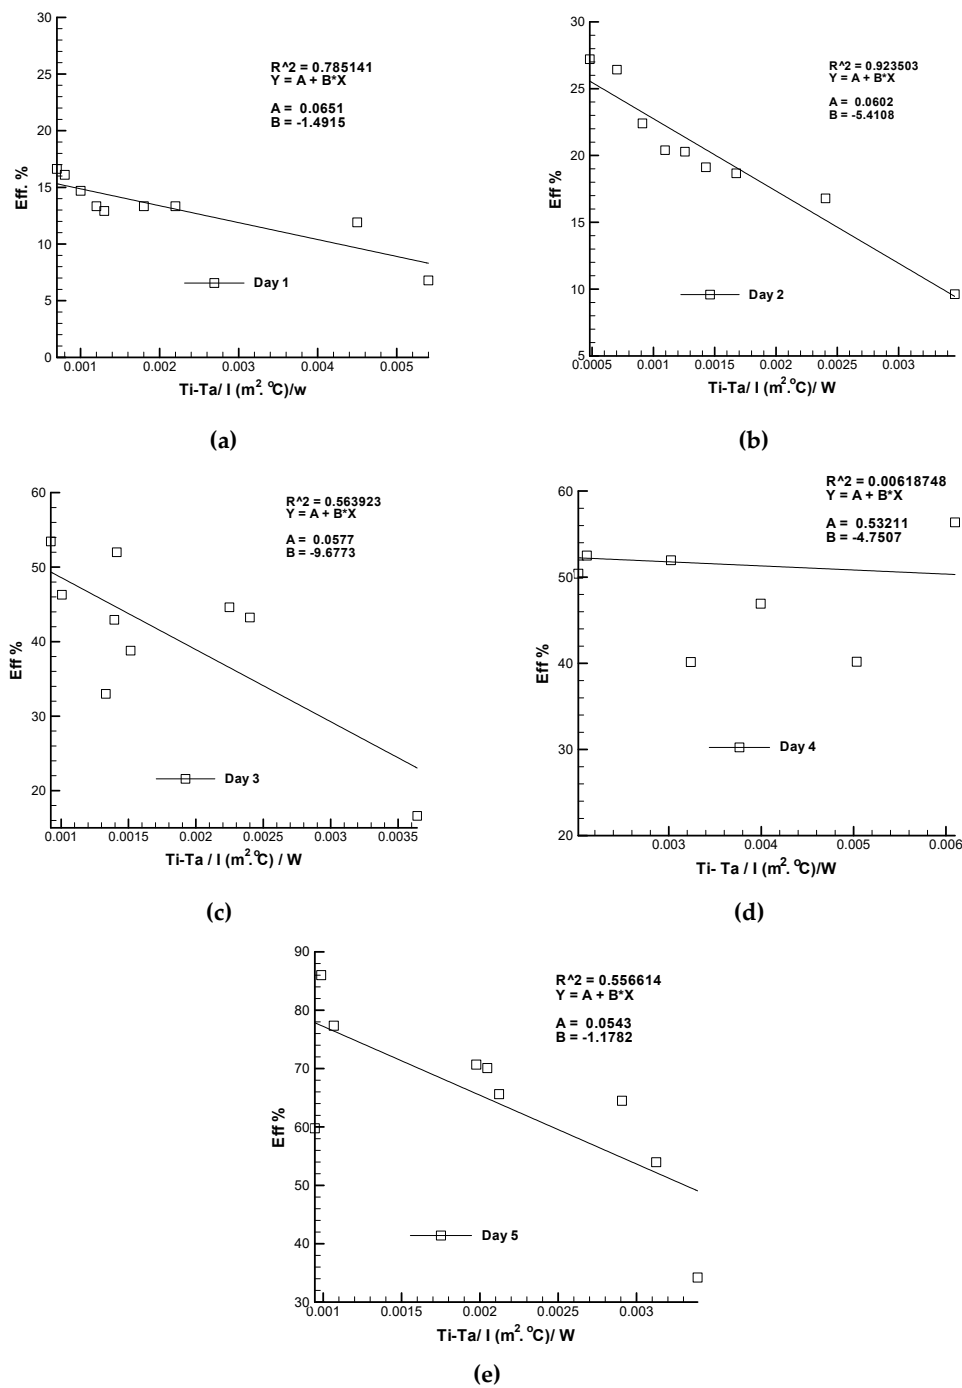 30
25
20
15
10
5
0
Eff. %
R^2 = 0.785141
Y = A + B*X
A = 0.0651
B = -1.4915
Day 1
0.001 0.002 0.003 0.004 0.005
Ti-Ta/ I (m². °C)/w
(a)
30
25
20
15
10
5
Eff %
R^2 = 0.923503
Y = A + B*X
A = 0.0602
B = -5.4108
Day 2
0.0005 0.001 0.0015 0.002 0.0025 0.003
Ti-Ta/ I (m². °C)/ W
(b)
60
50
40
30
20
Eff %
R^2 = 0.563923
Y = A + B*X
A = 0.0577
B = -9.6773
Day 3
0.001 0.0015 0.002 0.0025 0.003 0.0035
Ti-Ta / I (m². °C) / W
(c)
60
50
40
30
20
Eff %
R^2 = 0.00618748
Y = A + B*X
A = 0.53211
B = -4.7507
Day 4
0.003 0.004 0.005 0.006
Ti- Ta / I (m². °C)/W
(d)
90
80
70
60
50
40
30
Eff %
R^2 = 0.556614
Y = A + B*X
A = 0.0543
B = -1.1782
Day 5
0.001 0.0015 0.002 0.0025 0.003
Ti-Ta/ I (m². °C)/ W
(e)